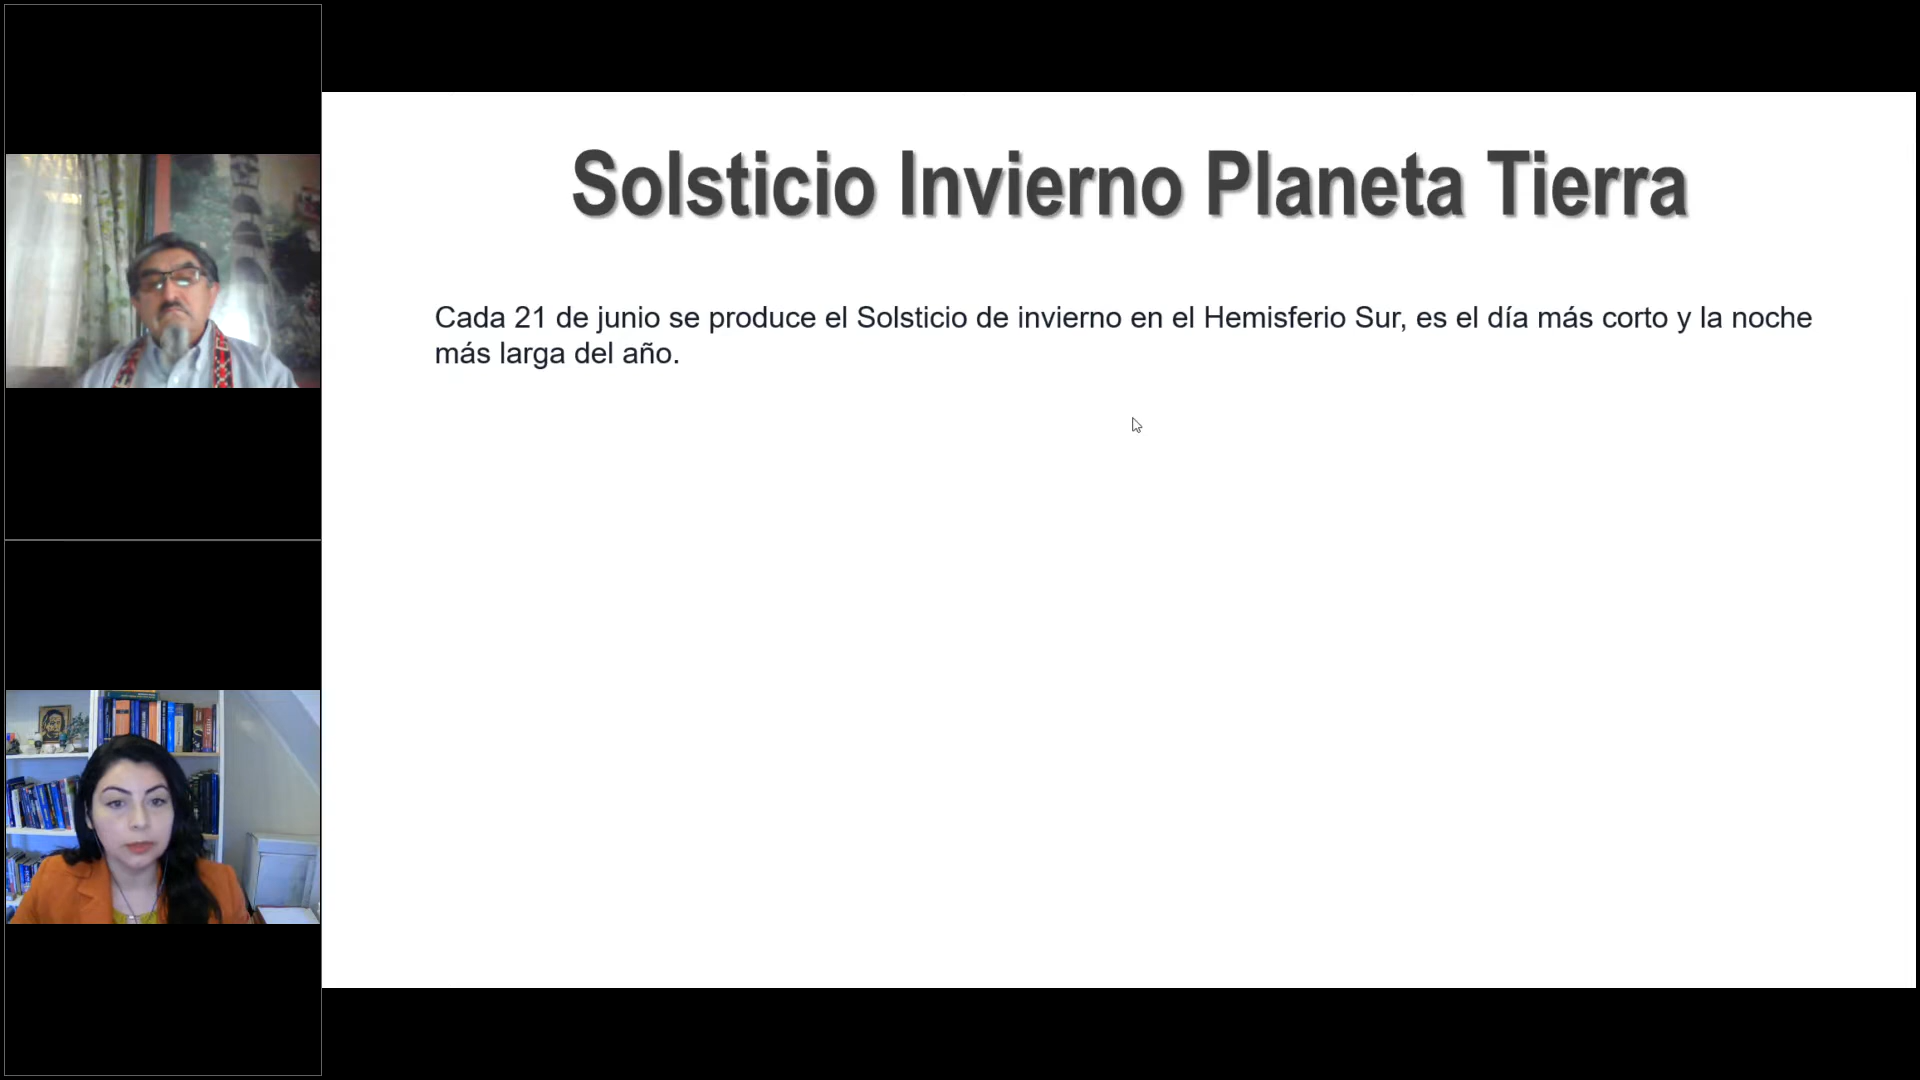 Solsticio Invierno Planeta Tierra
Cada 21 de junio se produce el Solsticio de invierno en el Hemisferio Sur, es el día más corto y la noche
más larga del año.